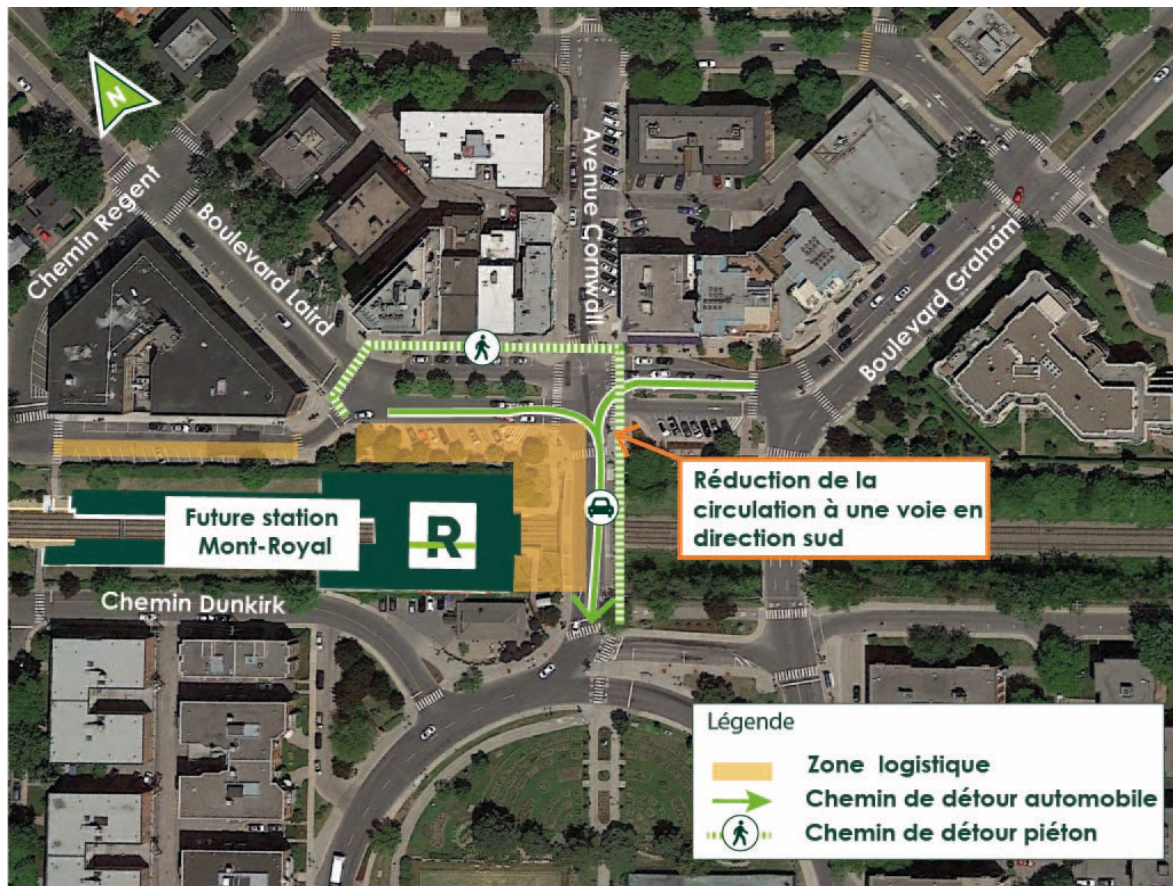 N
Chemin Regent
Boulevard Laird
Avenue Cornwall
Boulevard Graham
Réduction de la
circulation à une voie en
direction sud
Future station
Mont-Royal
R
Chemin Dunkirk
Légende
Zone logistique
Chemin de détour automobile
Chemin de détour piéton